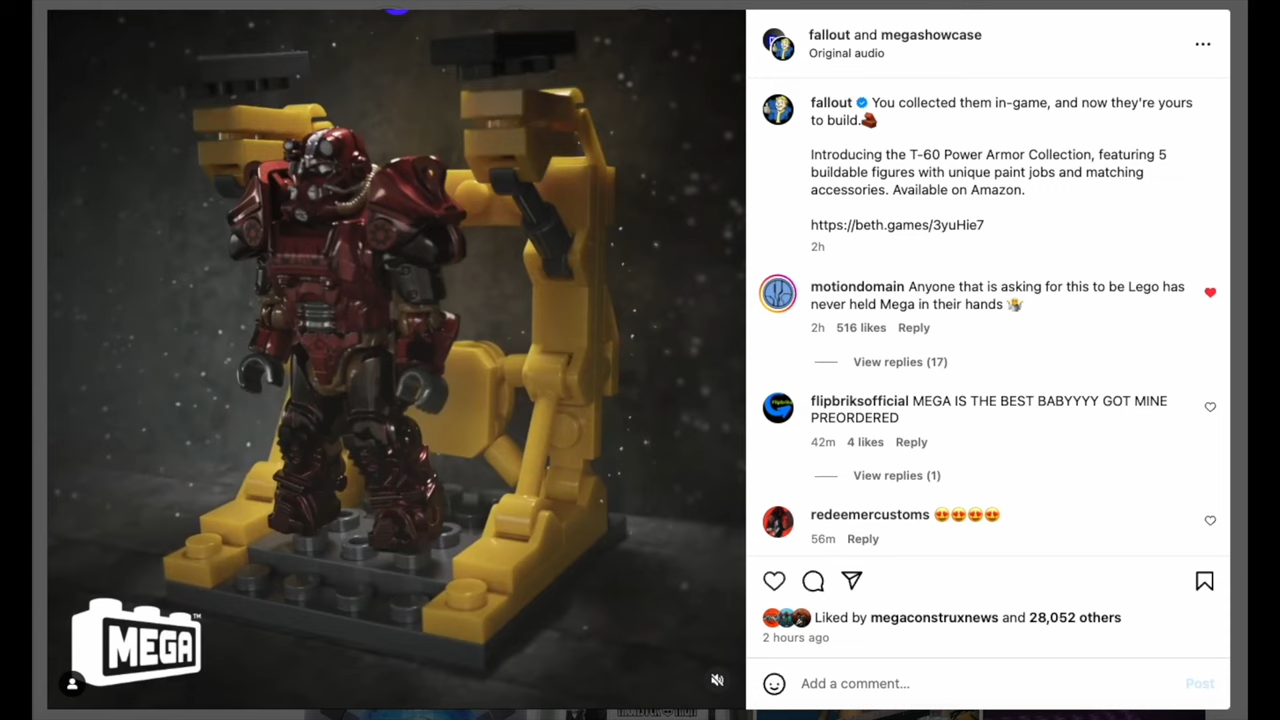 fallout and megashowcase
Original audio
fallout You collected them in-game, and now they're yours
to build.
Introducing the T-60 Power Armor Collection, featuring 5
buildable figures with unique paint jobs and matching
accessories. Available on Amazon.
https://beth.games/3yuHie7
2h
motiondomain Anyone that is asking for this to be Lego has
never held Mega in their hands 🤷
2h 516 likes Reply
View replies (17)
flipbriksofficial MEGA IS THE BEST BABYYYY GOT MINE
PREORDERED
42m 4 likes Reply
View replies (1)
redeemercustoms 😍😍😍😍
56m Reply
Liked by megaconstruxnews and 28,052 others
2 hours ago
Add a comment...
Post
MEGA™